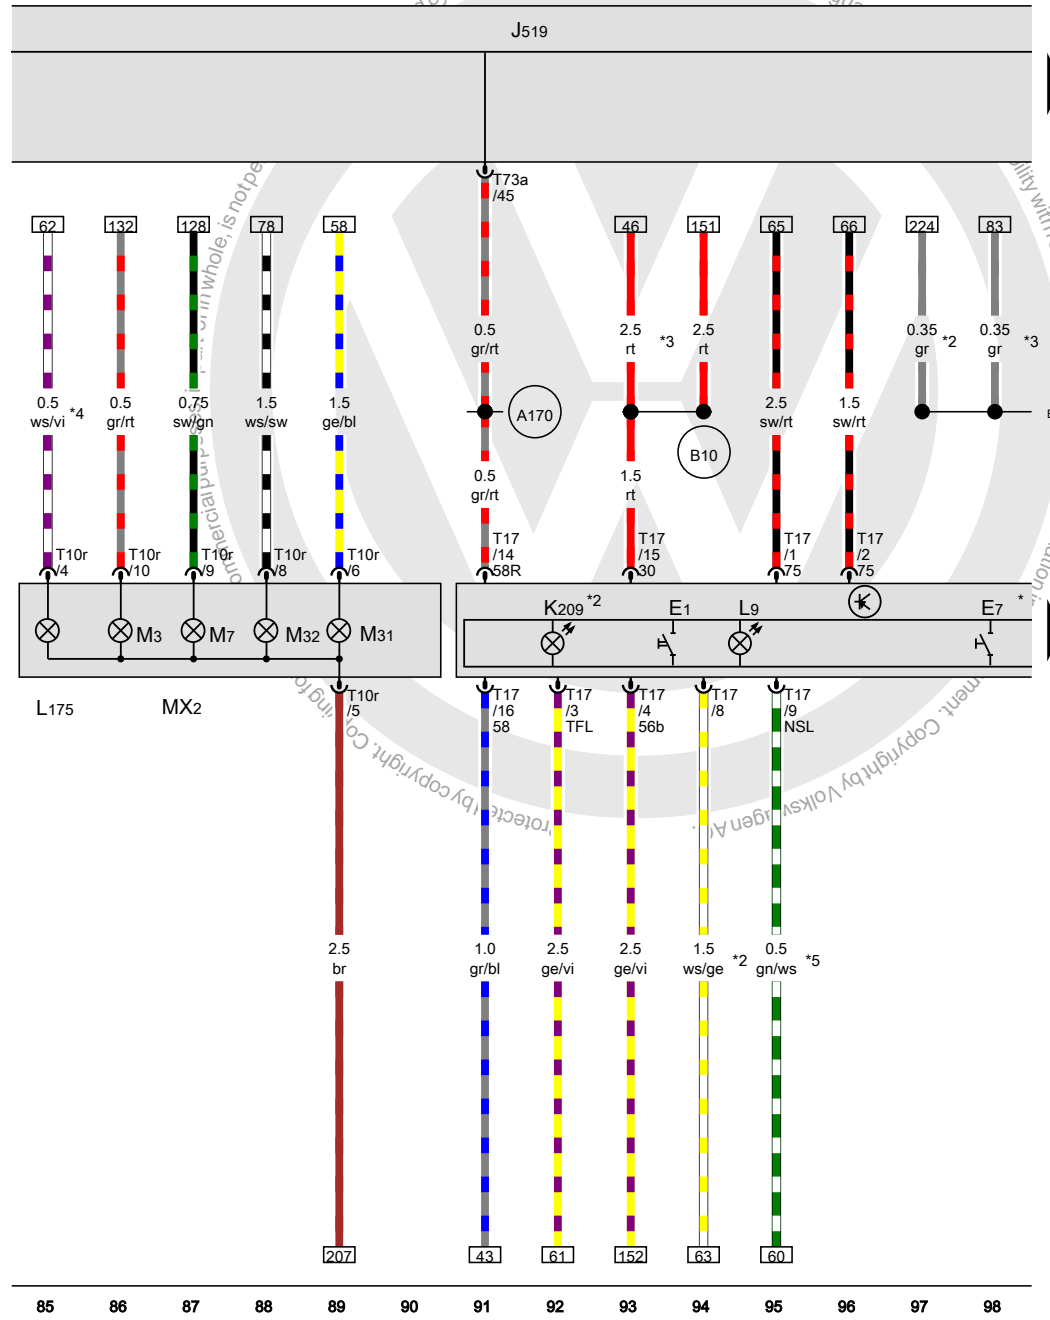 J519
T73a
/45
62
132
128
78
58
46
151
65
66
224
83
0.5
gr/rt
2.5
rt
*3
2.5
rt
0.35
gr
*2
0.35
gr
*3
0.5
ws/vi
*4
0.5
gr/rt
0.75
sw/gn
1.5
ws/sw
1.5
ge/bl
A170
2.5
sw/rt
1.5
sw/rt
B10
0.5
gr/rt
1.5
rt
T10r
/4
T10r
/10
T10r
/9
T10r
/8
T10r
/6
T17
/14
58R
T17
/15
30
T17
/1
75
T17
/2
75
K209 *2
E1
L9
E7
*
M3
M7
M32
M31
L175
MX2
T10r
/5
T17
/16
58
T17
/3
TFL
T17
/4
56b
T17
/8
T17
/9
NSL
2.5
br
1.0
gr/bl
2.5
ge/vi
2.5
ge/vi
1.5
ws/ge
*2
0.5
gn/ws
*5
207
43
61
152
63
60
85 86 87 88 89 90 91 92 93 94 95 96 97 98